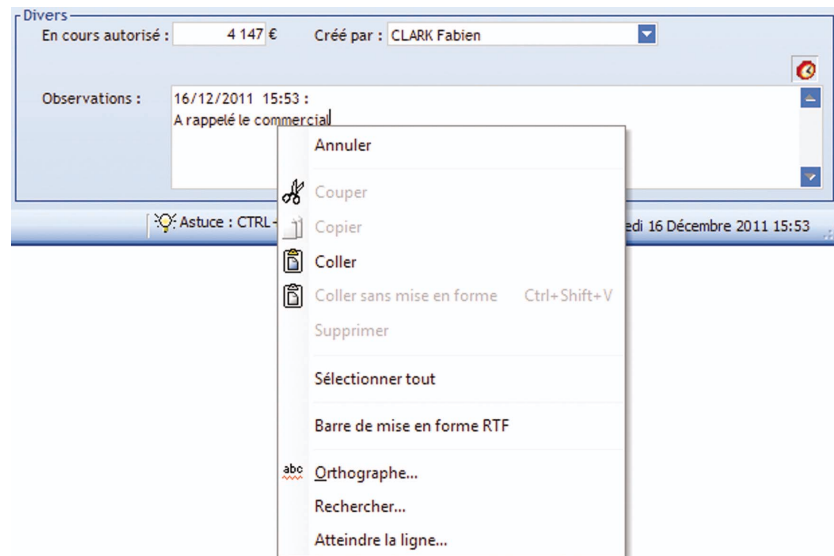 Divers
En cours autorisé : 4 147 € Créé par : CLARK Fabien
Observations : 16/12/2011 15:53 :
A rappelé le commercial
Annuler
Couper
Astuce : CTRL+ Copier edi 16 Décembre 2011 15:53
Coller
Coller sans mise en forme Ctrl+Shift+V
Supprimer
Sélectionner tout
Barre de mise en forme RTF
abc Orthographe...
Rechercher...
Atteindre la ligne...